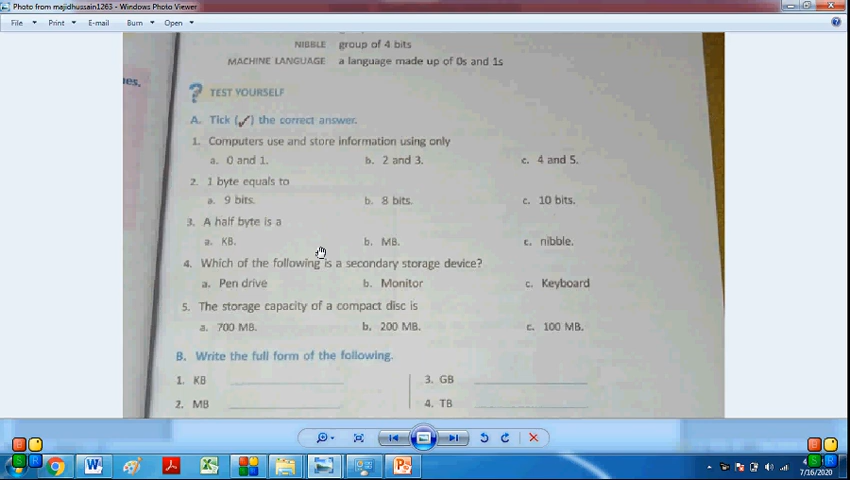 Photo from majidhussain1263 - Windows Photo Viewer
File Print E-mail Burn Open
NIBBLE group of 4 bits
MACHINE LANGUAGE a language made up of 0s and 1s
? TEST YOURSELF
A. Tick (✓) the correct answer.
1. Computers use and store information using only
a. 0 and 1. b. 2 and 3. c. 4 and 5.
2. 1 byte equals to
a. 9 bits. b. 8 bits. c. 10 bits.
3. A half byte is a
a. KB. b. MB. c. nibble.
4. Which of the following is a secondary storage device?
a. Pen drive b. Monitor c. Keyboard
5. The storage capacity of a compact disc is
a. 700 MB. b. 200 MB. c. 100 MB.
B. Write the full form of the following.
1. KB 3. GB
2. MB 4. TB
7/16/2020